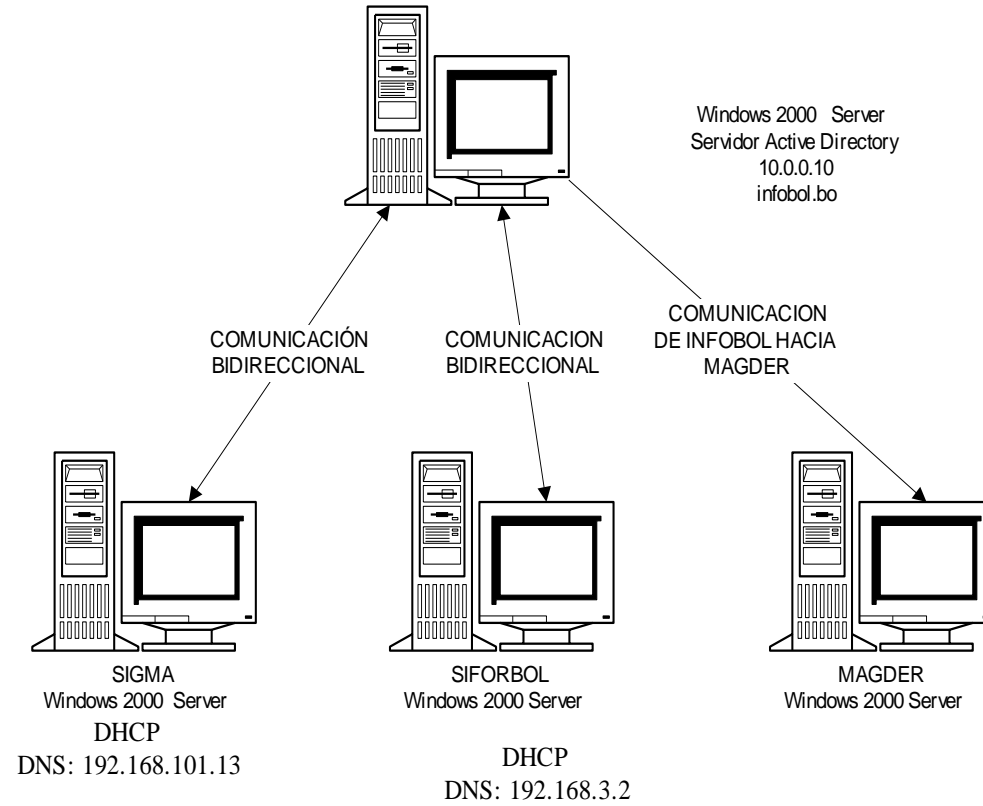 Windows 2000 Server
Servidor Active Directory
10.0.0.10
infobol.bo
COMUNICACIÓN
BIDIRECCIONAL
COMUNICACION
BIDIRECCIONAL
COMUNICACION
DE INFOBOL HACIA
MAGDER
SIGMA
Windows 2000 Server
DHCP
DNS: 192.168.101.13
SIFORBOL
Windows 2000 Server
DHCP
DNS: 192.168.3.2
MAGDER
Windows 2000 Server